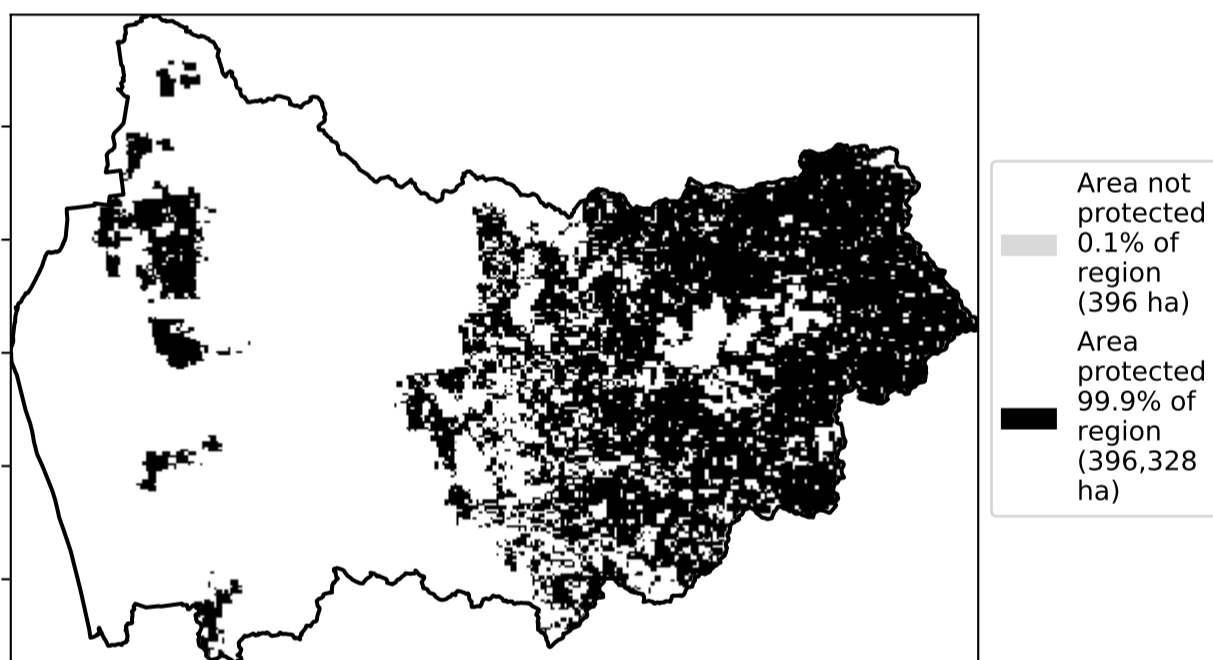 Area not
protected
0.1% of
region
(396 ha)
Area
protected
99.9% of
region
(396,328
ha)